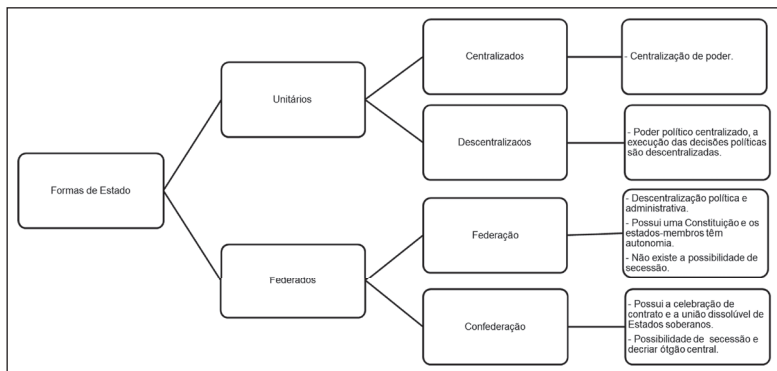 Formas de Estado
Unitários
Centralizados
- Centralização de poder.
Descentralizacos
- Poder político centralizado, a
execução das decisões políticas
são descentralizadas.
Federados
Federação
- Descentralização política e
administrativa.
- Possui uma Constituição e os
estados-membros têm
autonomia.
- Não existe a possibilidade de
secessão.
Confederação
- Possui a celebração de
contrato e a união dissolúvel de
Estados soberanos.
- Possibilidade de secessão e
decriar ótgão central.